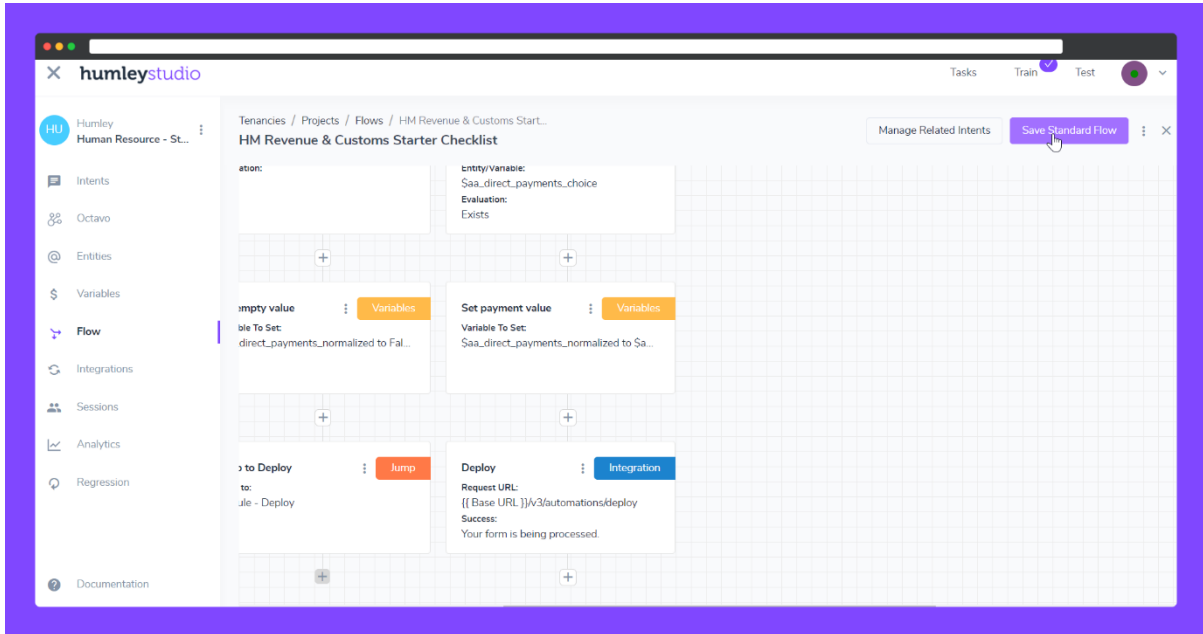 humleystudio
Tasks
Train
Test
HU
Humley
Human Resource - St...
Tenancies / Projects / Flows / HM Revenue & Customs Start...
HM Revenue & Customs Starter Checklist
Manage Related Intents
Save Standard Flow
Intents
Octavo
Entities
Variables
Flow
Integrations
Sessions
Analytics
Regression
Documentation
ation:
Entity/Variable:
$aa_direct_payments_choice
Evaluation:
Exists
empty value
Variables
ble To Set:
direct_payments_normalized to Fal...
Set payment value
Variables
Variable To Set:
$aa_direct_payments_normalized to $a...
to Deploy
Jump
to:
ule - Deploy
Deploy
Integration
Request URL:
{{ Base URL }}/v3/automations/deploy
Success:
Your form is being processed.